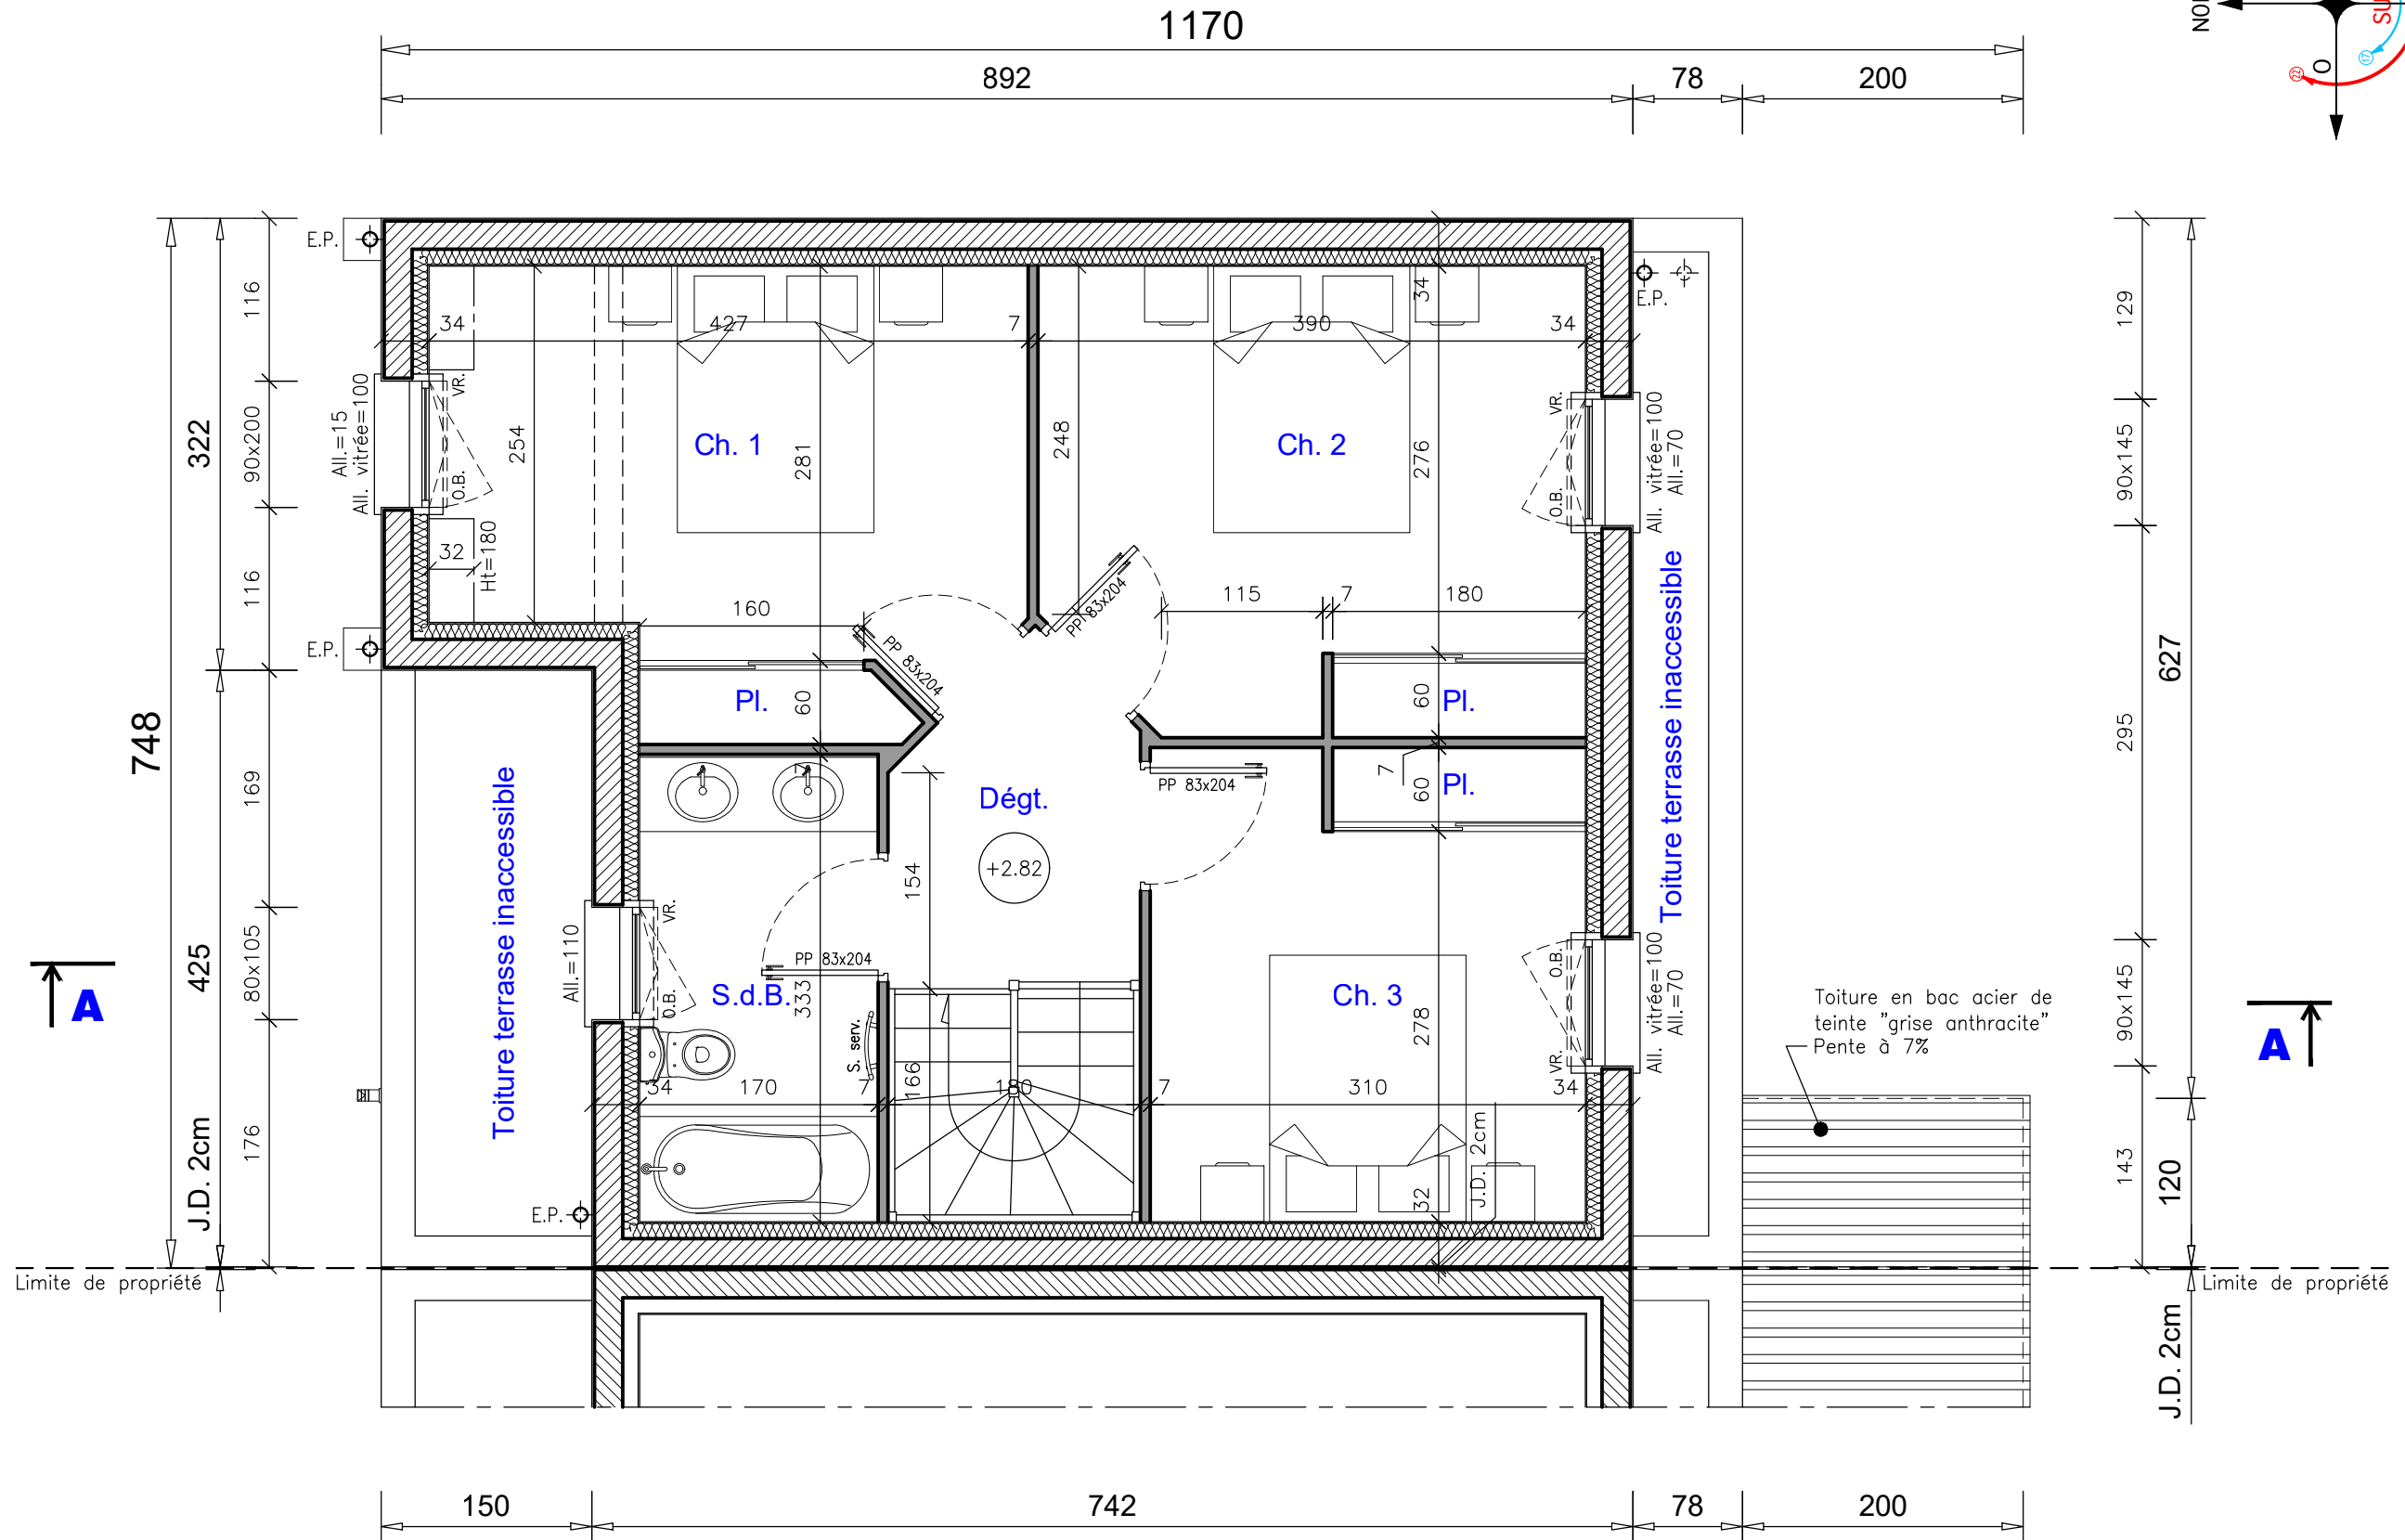 1170
892
78
200
O
22
17
E.P.
E.P.
34
427
7
390
34
34
116
90x200
116
322
748
All.=15
All. vitrée=100
VR.
O.B.
254
Ch. 1
281
248
Ch. 2
276
VR.
O.B.
All. vitrée=100
All.=70
129
90x145
32
Ht=180
160
PP 83x204
PP 83x204
115
7
180
E.P.
Pl.
60
60
Pl.
Toiture terrasse inaccessible
627
295
169
Toiture terrasse inaccessible
7
Dégt.
+2.82
PP 83x204
7
60
Pl.
154
425
80x105
All.=110
VR.
O.B.
PP 83x204
S.d.B.
333
S. serv.
Ch. 3
278
O.B.
VR.
All. vitrée=100
All.=70
90x145
A
A
Toiture en bac acier de
teinte "grise anthracite"
Pente à 7%
34
170
7
166
180
7
310
34
J.D. 2cm
176
E.P.
32
J.D. 2cm
143
120
Limite de propriété
Limite de propriété
J.D. 2cm
150
742
78
200